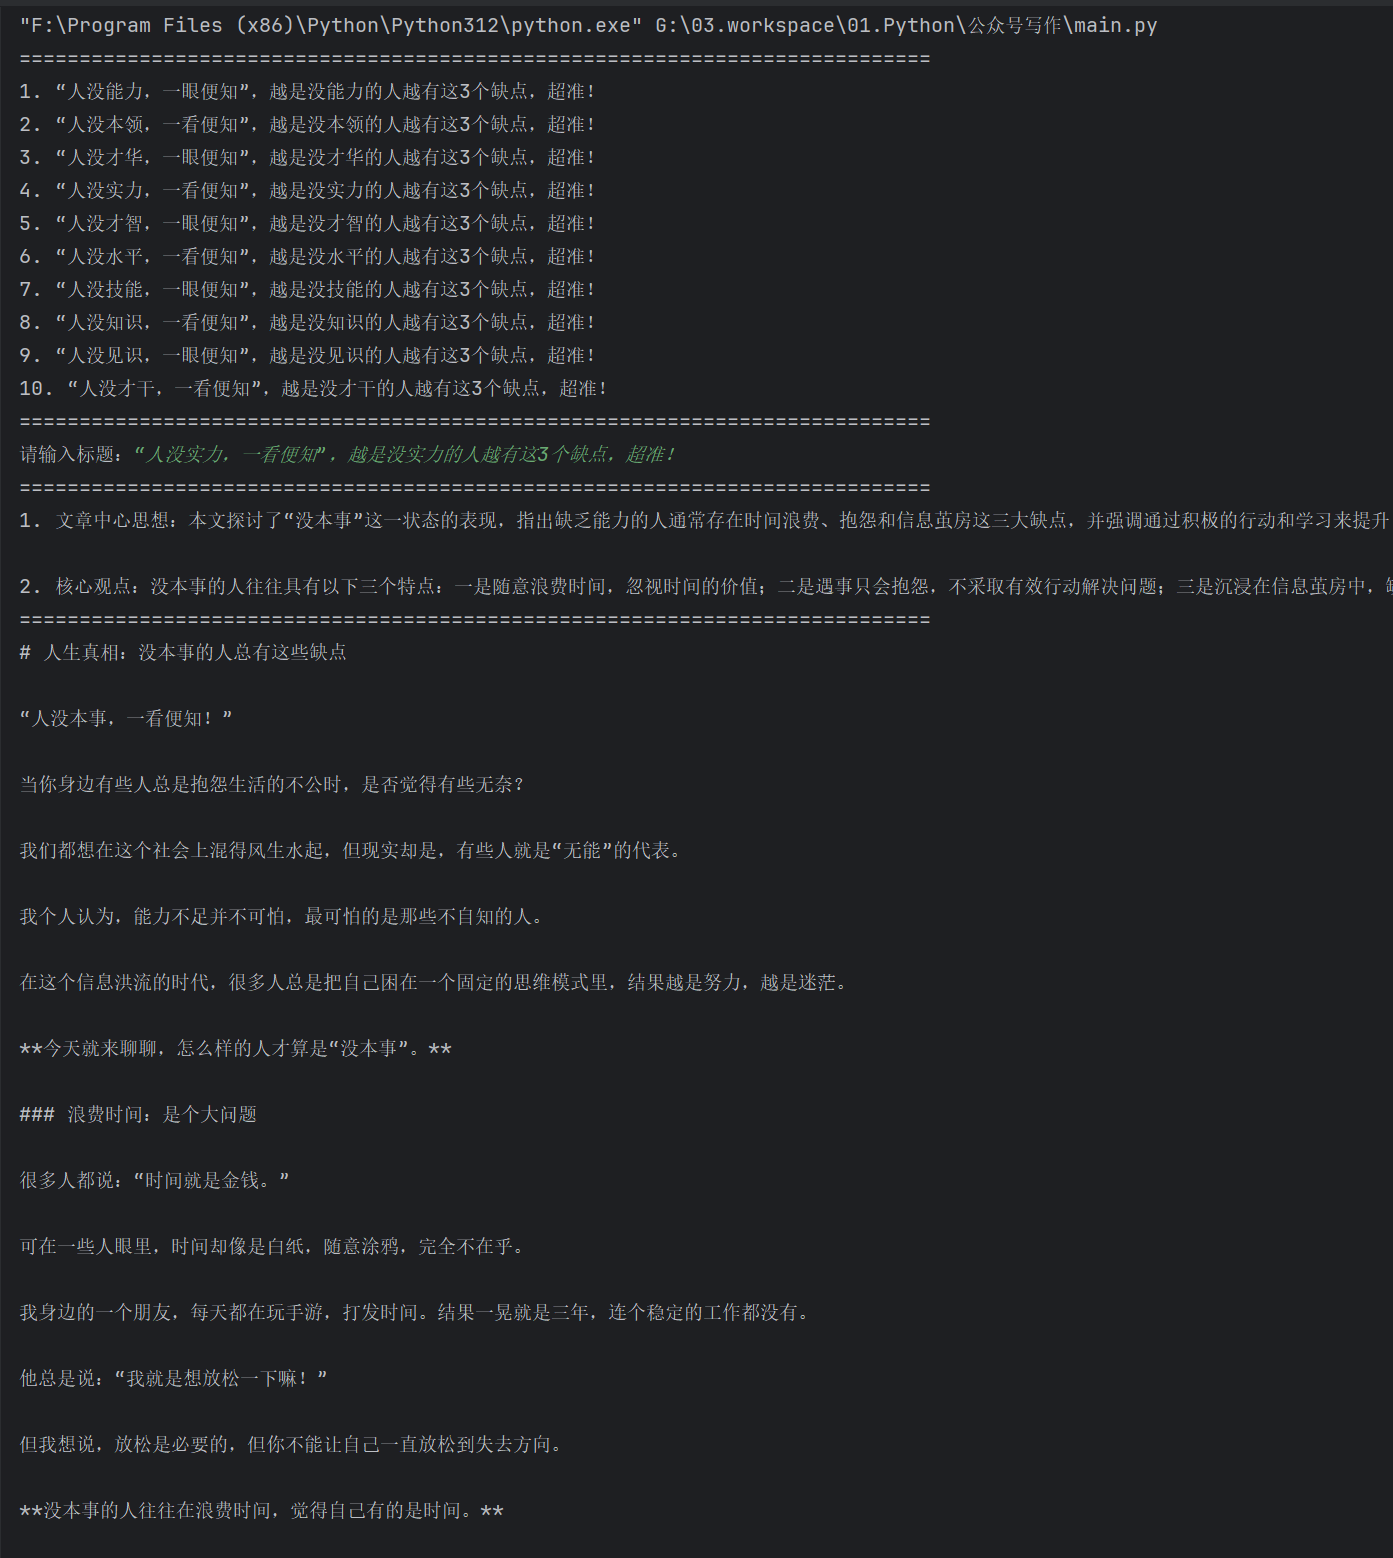 "F:\Program Files (x86)\Python\Python312\python.exe" G:\03.workspace\01.Python\公众号写作\main.py
============================================================================
1. “人没能力，一眼便知”，越是没能力的人越有这3个缺点，超准！
2. “人没本领，一看便知”，越是没本领的人越有这3个缺点，超准！
3. “人没才华，一眼便知”，越是没才华的人越有这3个缺点，超准！
4. “人没实力，一看便知”，越是没实力的人越有这3个缺点，超准！
5. “人没才智，一眼便知”，越是没才智的人越有这3个缺点，超准！
6. “人没水平，一看便知”，越是没水平的人越有这3个缺点，超准！
7. “人没技能，一眼便知”，越是没技能的人越有这3个缺点，超准！
8. “人没知识，一看便知”，越是没知识的人越有这3个缺点，超准！
9. “人没见识，一眼便知”，越是没见识的人越有这3个缺点，超准！
10. “人没才干，一看便知”，越是没才干的人越有这3个缺点，超准！
============================================================================
请输入标题：“人没实力，一看便知”，越是没实力的人越有这3个缺点，超准！
============================================================================
1. 文章中心思想：本文探讨了“没本事”这一状态的表现，指出缺乏能力的人通常存在时间浪费、抱怨和信息茧房这三大缺点，并强调通过积极的行动和学习来提升
2. 核心观点：没本事的人往往具有以下三个特点：一是随意浪费时间，忽视时间的价值；二是遇事只会抱怨，不采取有效行动解决问题；三是沉浸在信息茧房中，
============================================================================
# 人生真相：没本事的人总有这些缺点
“人没本事，一看便知！”
当你身边有些人总是抱怨生活的不公时，是否觉得有些无奈？
我们都想在这个社会上混得风生水起，但现实却是，有些人就是“无能”的代表。
我个人认为，能力不足并不可怕，最可怕的是那些不自知的人。
在这个信息洪流的时代，很多人总是把自己困在一个固定的思维模式里，结果越是努力，越是迷茫。
**今天就来聊聊，怎么样的人才算是“没本事”。**
### 浪费时间：是个大问题
很多人都说：“时间就是金钱。”
可在一些人眼里，时间却像是白纸，随意涂鸦，完全不在乎。
我身边的一个朋友，每天都在玩手游，打发时间。结果一晃就是三年，连个稳定的工作都没有。
他总是说：“我就是想放松一下嘛！”
但我想说，放松是必要的，但你不能让自己一直放松到失去方向。
**没本事的人往往在浪费时间，觉得自己有的是时间。**